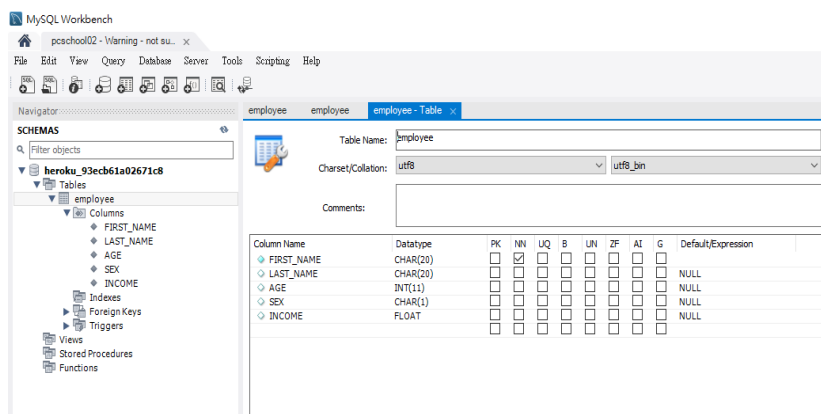 MySQL Workbench
pcschool02 - Warning - not su... ×
File Edit View Query Database Server Tools Scripting Help
Navigator
SCHEMAS
Filter objects
heroku_93ecb61a02671c8
Tables
employee
Columns
FIRST_NAME
LAST_NAME
AGE
SEX
INCOME
Indexes
Foreign Keys
Triggers
Views
Stored Procedures
Functions
employee employee employee - Table ×
Table Name: employee
Charset/Collation: utf8 utf8_bin
Comments:
Column Name Datatype PK NN UQ B UN ZF AI G Default/Expression
FIRST_NAME CHAR(20)
LAST_NAME CHAR(20) NULL
AGE INT(11) NULL
SEX CHAR(1) NULL
INCOME FLOAT NULL